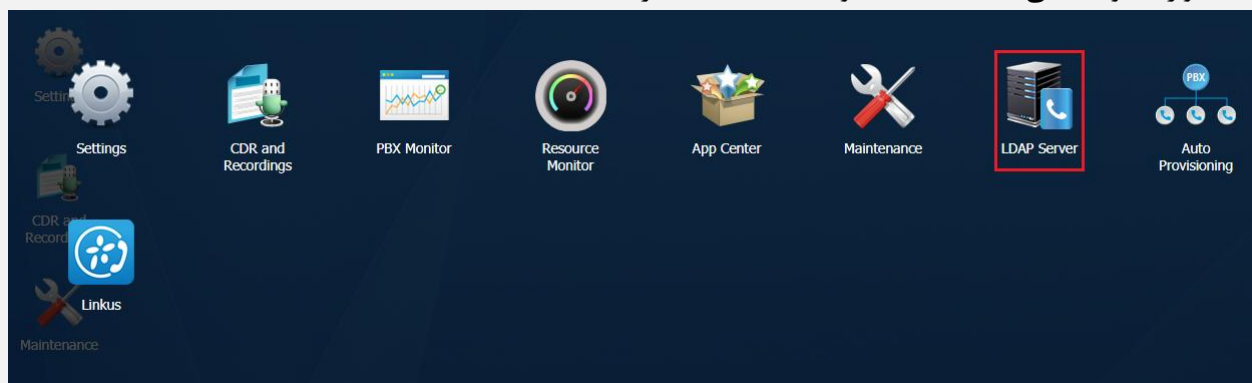 Settings
CDR and
Recordings
PBX Monitor
Resource
Monitor
App Center
Maintenance
LDAP Server
PBX
Auto
Provisioning
Linkus
CDR and
Maintenance